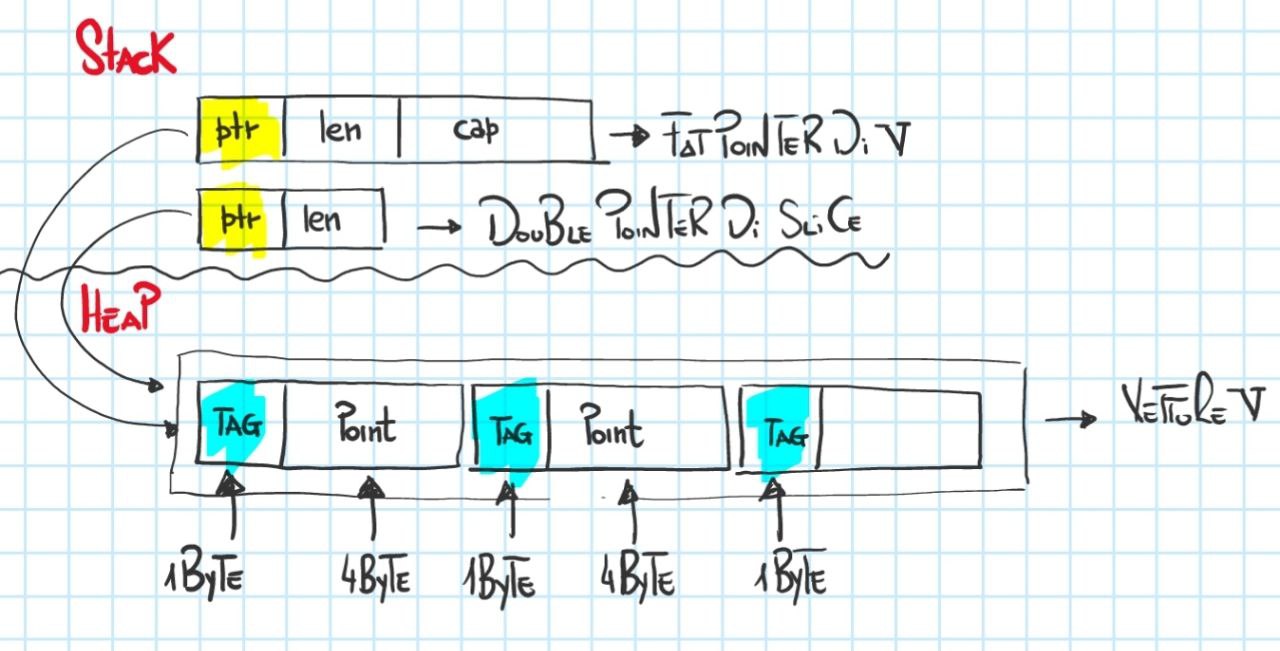 Stack
ptr len cap → FAT POINTER Di V
ptr len → DOUBLE POINTER Di SLiCE
HEAP
TAG Point TAG Point TAG → VETTORE V
1BYTE 4BYTE 1BYTE 4BYTE 1BYTE